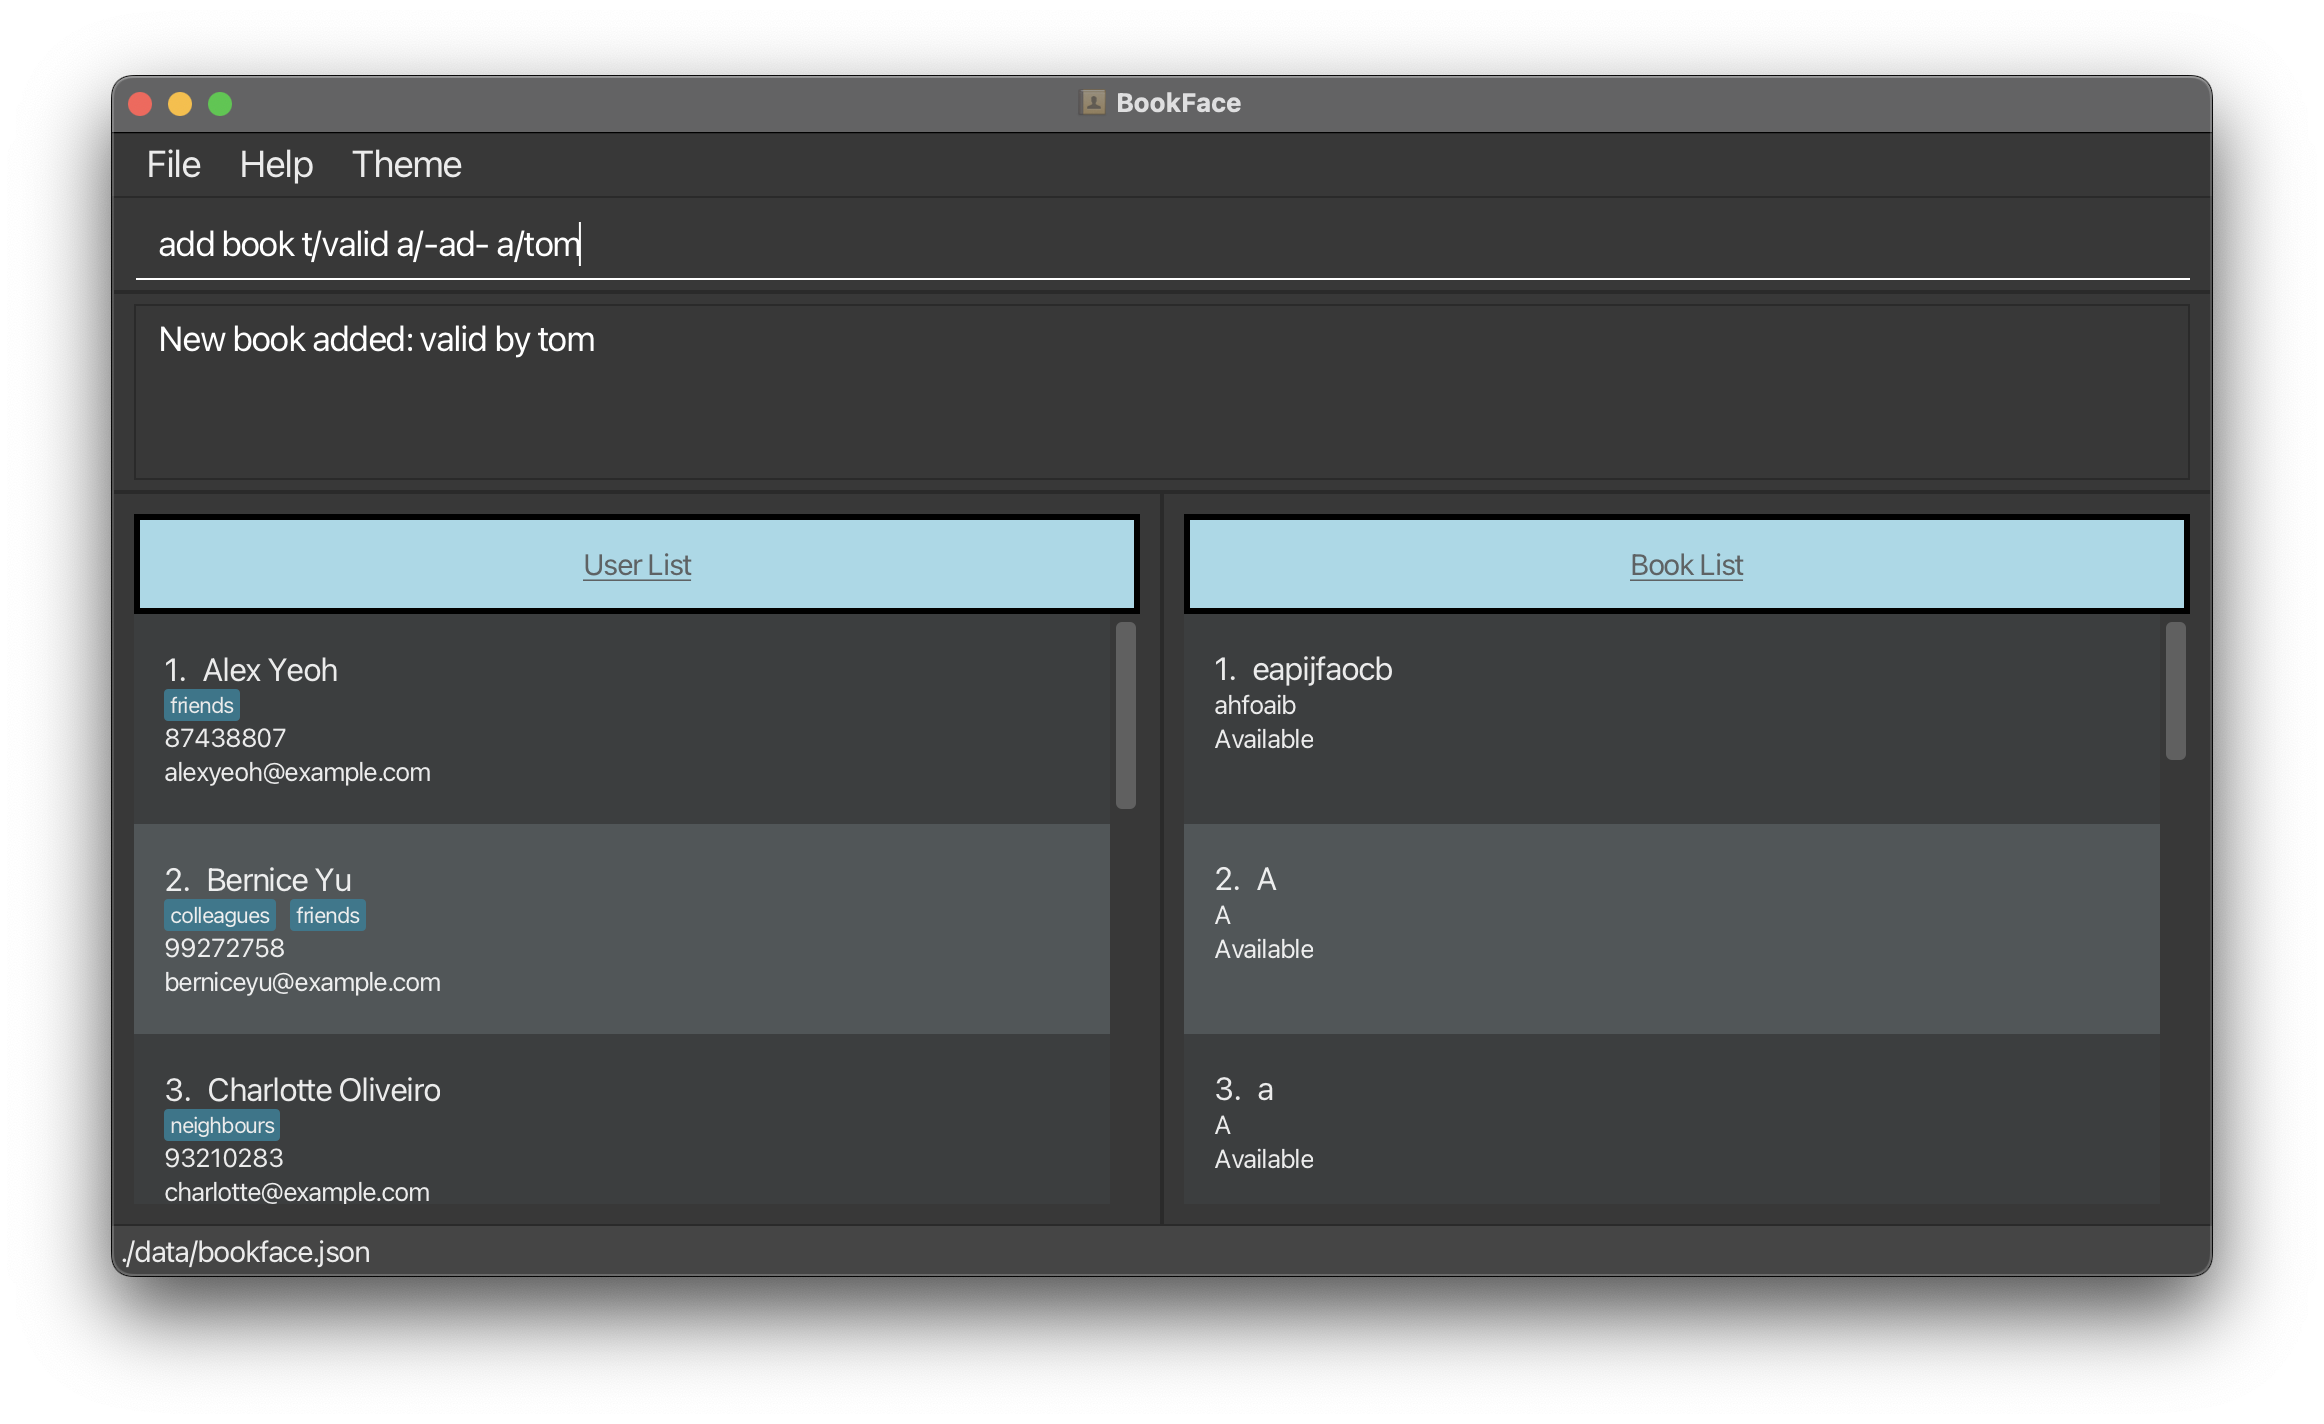 BookFace
File Help Theme
add book t/valid a/-ad- a/tom
New book added: valid by tom
User List
1. Alex Yeoh
friends
87438807
alexyeoh@example.com
2. Bernice Yu
colleagues friends
99272758
berniceyu@example.com
3. Charlotte Oliveiro
neighbours
93210283
charlotte@example.com
Book List
1. eapijfaocb
ahfoaib
Available
2. A
A
Available
3. a
A
Available
./data/bookface.json